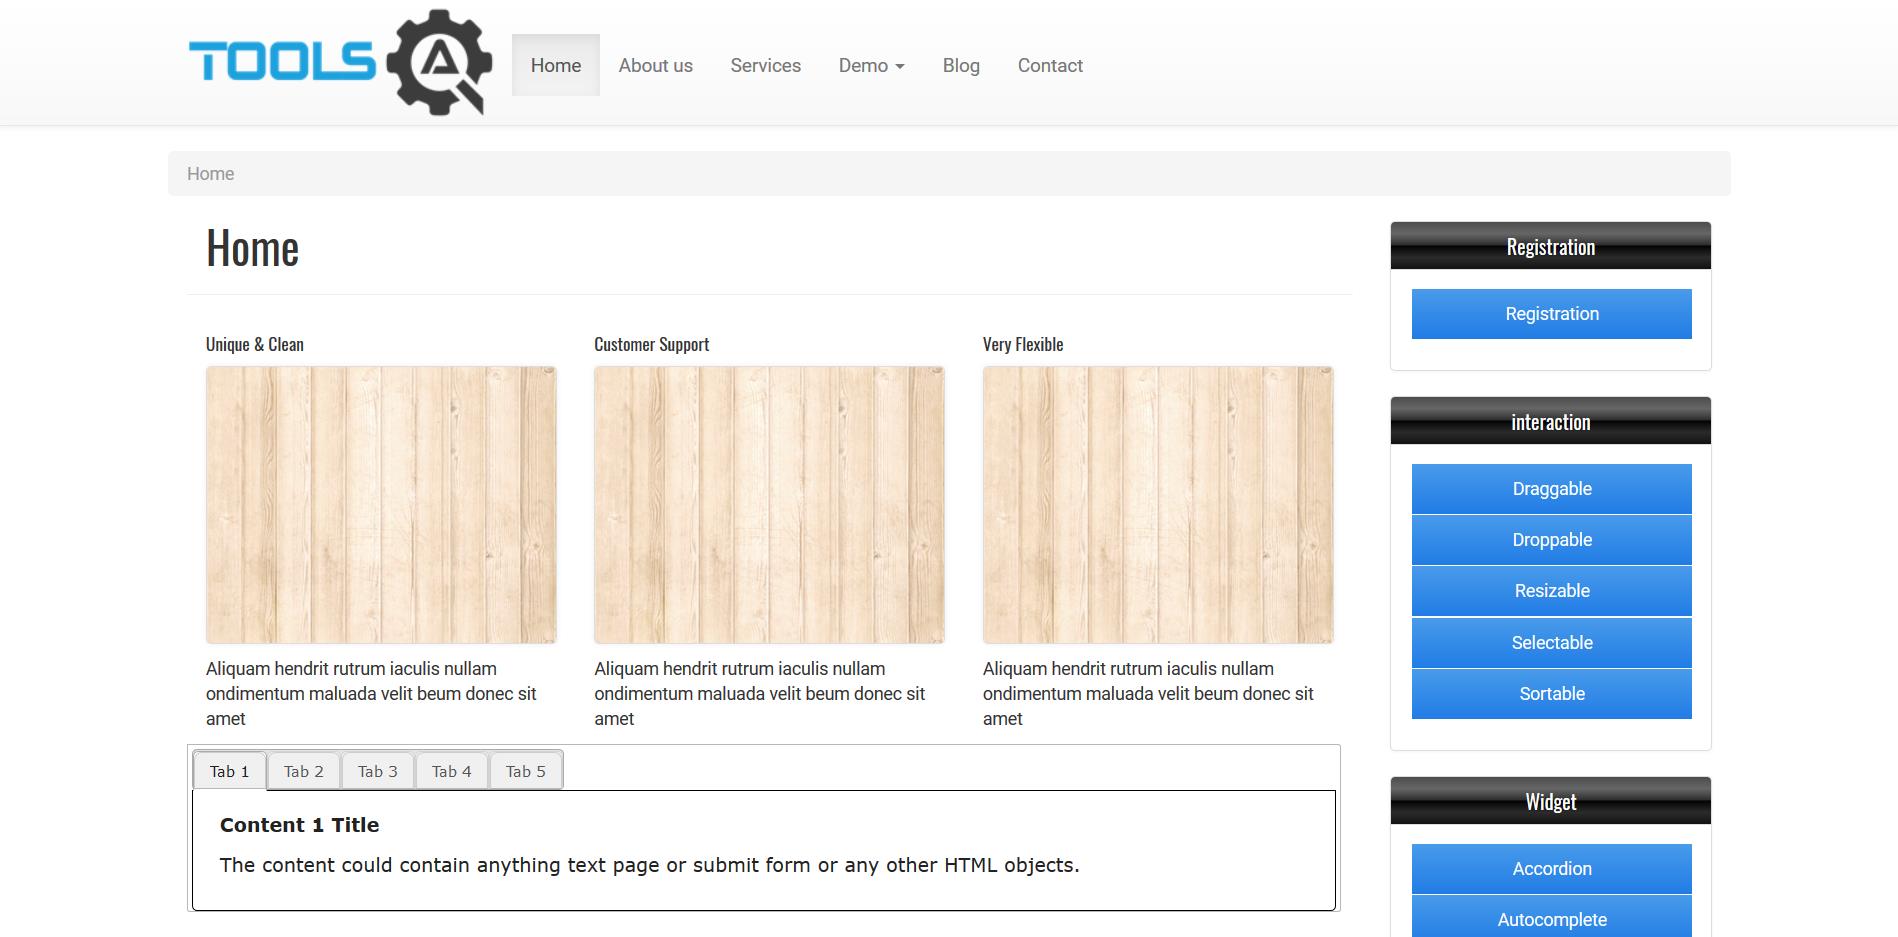 TOOLS QA
Home
About us
Services
Demo
Blog
Contact
Home
Home
Unique & Clean
Customer Support
Very Flexible
Aliquam hendrit rutrum iaculis nullam
ondimentum maluada velit beum donec sit
amet
Aliquam hendrit rutrum iaculis nullam
ondimentum maluada velit beum donec sit
amet
Aliquam hendrit rutrum iaculis nullam
ondimentum maluada velit beum donec sit
amet
Tab 1
Tab 2
Tab 3
Tab 4
Tab 5
Content 1 Title
The content could contain anything text page or submit form or any other HTML objects.
Registration
Registration
interaction
Draggable
Droppable
Resizable
Selectable
Sortable
Widget
Accordion
Autocomplete